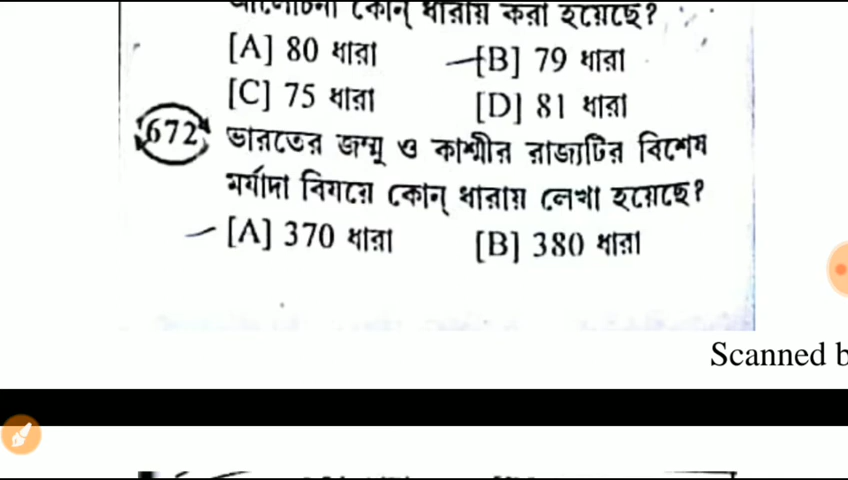 আলোচনা কোন্ ধারায় করা হয়েছে?
[A] 80 ধারা [B] 79 ধারা
[C] 75 ধারা [D] 81 ধারা
672 ভারতের জম্মু ও কাশ্মীর রাজ্যটির বিশেষ
মর্যাদা বিষয়ে কোন্ ধারায় লেখা হয়েছে?
[A] 370 ধারা [B] 380 ধারা
Scanned b